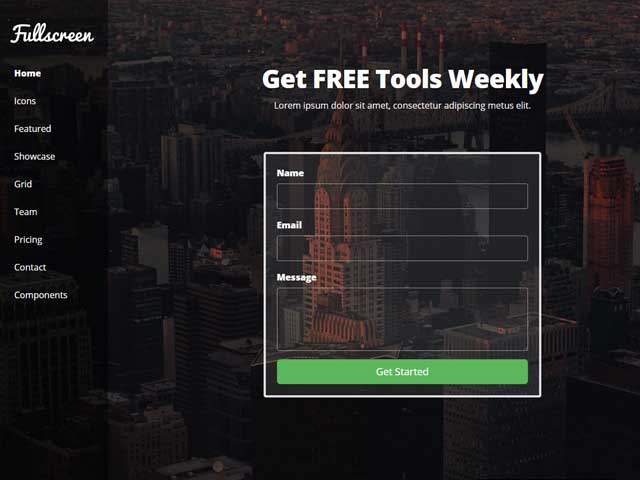 Fullscreen
Home
Icons
Featured
Showcase
Grid
Team
Pricing
Contact
Components
Get FREE Tools Weekly
Lorem ipsum dolor sit amet, consectetur adipiscing metus elit.
Name
Email
Message
Get Started